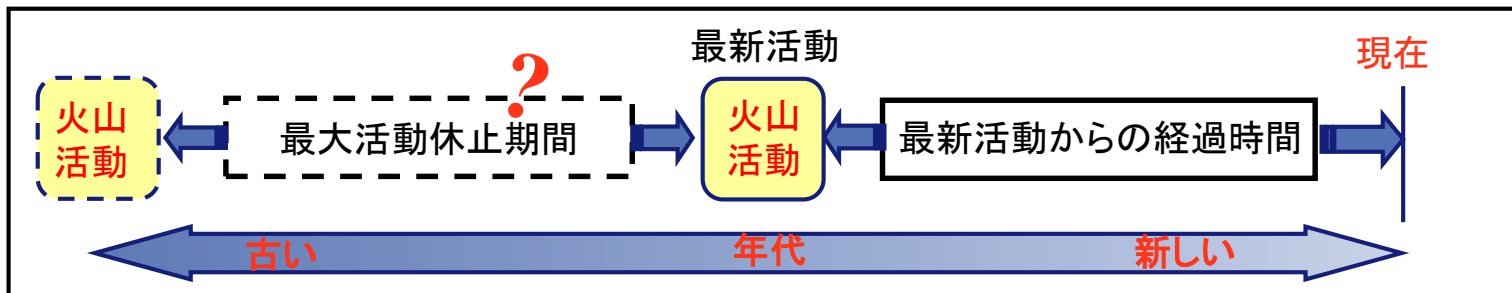 最新活動
現在
?
火山
活動
最大活動休止期間
火山
活動
最新活動からの経過時間
古い
年代
新しい